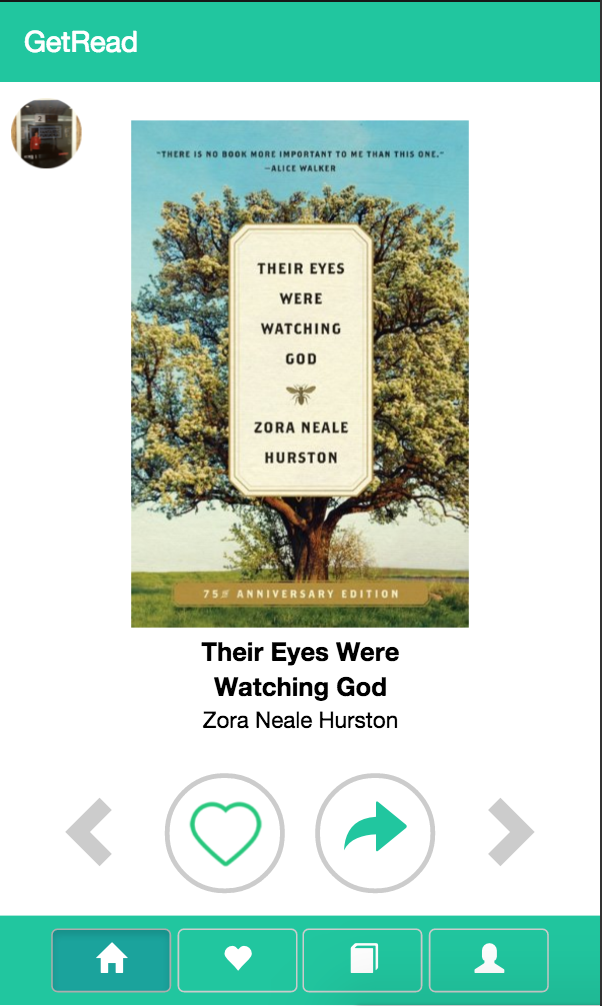 GetRead
"THERE IS NO BOOK MORE IMPORTANT TO ME THAN THIS ONE."
—ALICE WALKER
THEIR EYES
WERE
WATCHING
GOD
ZORA NEALE
HURSTON
75th ANNIVERSARY EDITION
Their Eyes Were
Watching God
Zora Neale Hurston